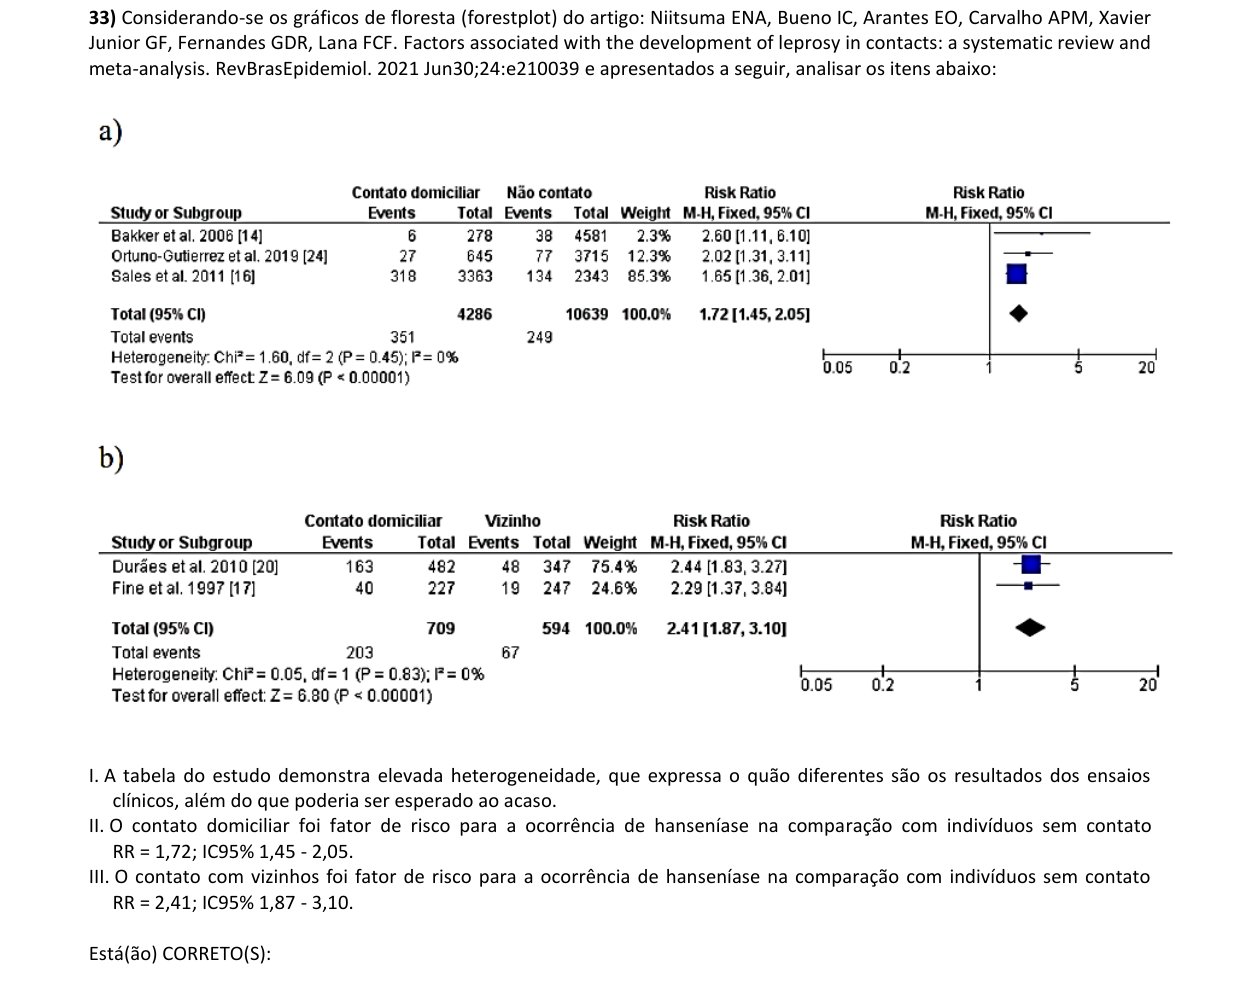 33) Considerando-se os gráficos de floresta (forestplot) do artigo: Niitsuma ENA, Bueno IC, Arantes EO, Carvalho APM, Xavier
Junior GF, Fernandes GDR, Lana FCF. Factors associated with the development of leprosy in contacts: a systematic review and
meta-analysis. RevBrasEpidemiol. 2021 Jun30;24:e210039 e apresentados a seguir, analisar os itens abaixo:
a)
Contato domiciliar Não contato Risk Ratio Risk Ratio
Study or Subgroup Events Total Events Total Weight M-H, Fixed, 95% CI M-H, Fixed, 95% CI
Bakker et al. 2006 [14] 6 278 38 4581 2.3% 2.60 [1.11, 6.10]
Ortuno-Gutierrez et al. 2019 [24] 27 645 77 3715 12.3% 2.02 [1.31, 3.11]
Sales et al. 2011 [16] 318 3363 134 2343 85.3% 1.65 [1.36, 2.01]
Total (95% CI) 4286 10639 100.0% 1.72 [1.45, 2.05]
Total events 351 249
Heterogeneity: Chi² = 1.60, df = 2 (P = 0.45); I² = 0%
Test for overall effect: Z = 6.09 (P < 0.00001)
0.05 0.2 1 5 20
b)
Contato domiciliar Vizinho Risk Ratio Risk Ratio
Study or Subgroup Events Total Events Total Weight M-H, Fixed, 95% CI M-H, Fixed, 95% CI
Durães et al. 2010 [20] 163 482 48 347 75.4% 2.44 [1.83, 3.27]
Fine et al. 1997 [17] 40 227 19 247 24.6% 2.29 [1.37, 3.84]
Total (95% CI) 709 594 100.0% 2.41 [1.87, 3.10]
Total events 203 67
Heterogeneity: Chi² = 0.05, df = 1 (P = 0.83); I² = 0%
Test for overall effect: Z = 6.80 (P < 0.00001)
0.05 0.2 1 5 20
I. A tabela do estudo demonstra elevada heterogeneidade, que expressa o quão diferentes são os resultados dos ensaios
clínicos, além do que poderia ser esperado ao acaso.
II. O contato domiciliar foi fator de risco para a ocorrência de hanseníase na comparação com indivíduos sem contato
RR = 1,72; IC95% 1,45 - 2,05.
III. O contato com vizinhos foi fator de risco para a ocorrência de hanseníase na comparação com indivíduos sem contato
RR = 2,41; IC95% 1,87 - 3,10.
Está(ão) CORRETO(S):